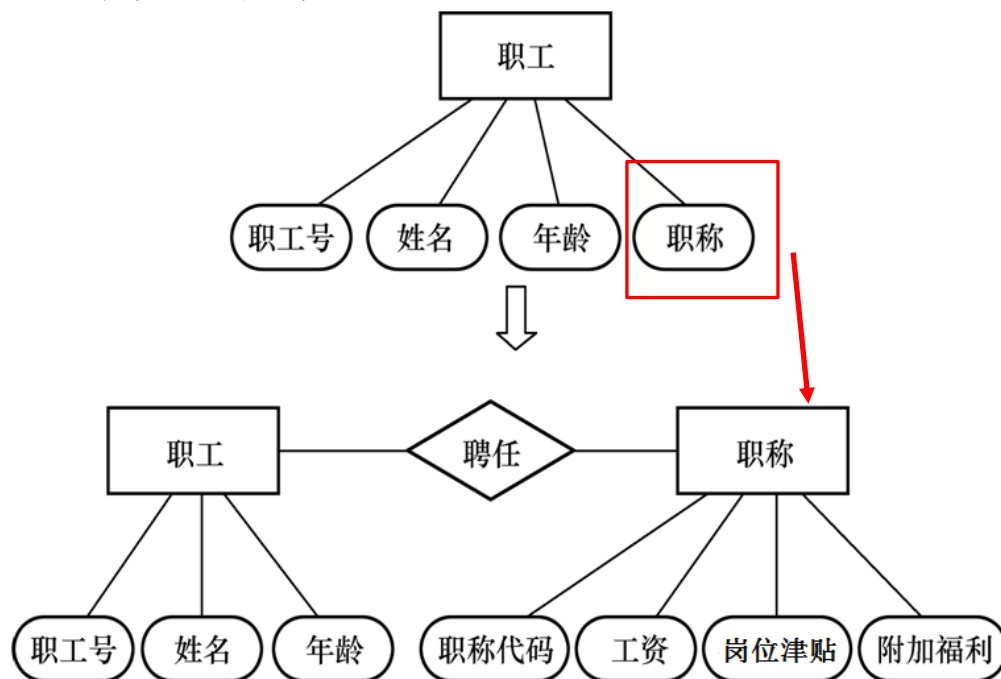 职工
职工号 姓名 年龄 职称
职工 聘任 职称
职工号 姓名 年龄 职称代码 工资 岗位津贴 附加福利